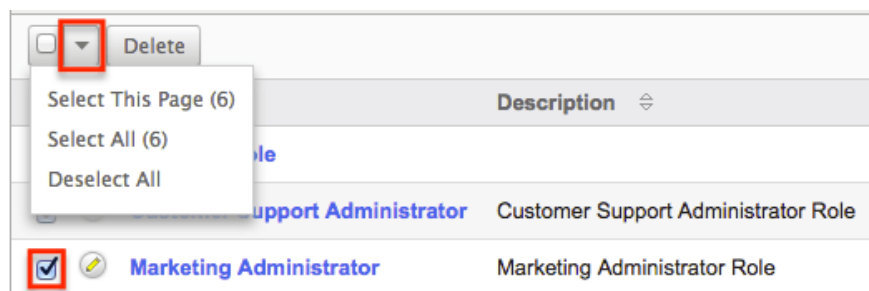 Delete
Select This Page (6)
Select All (6)
Deselect All
Description
Support Administrator Customer Support Administrator Role
Marketing Administrator Marketing Administrator Role